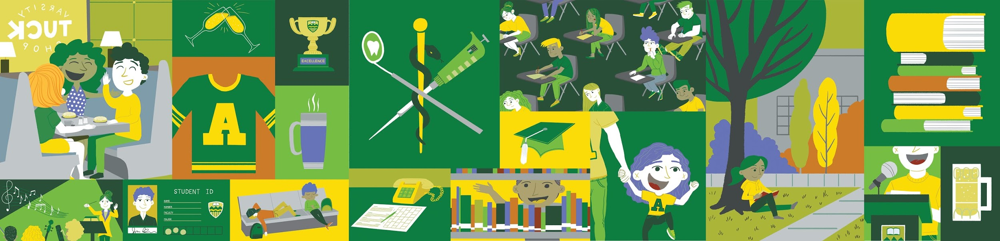 VARSITY
TUCK
SHOP
EXCELLENCE
A
A
STUDENT ID
NAME
NUMBER
FACULTY
MAJOR